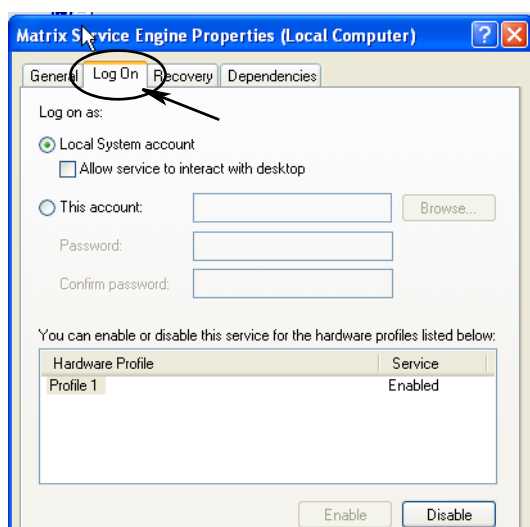 Matrix Service Engine Properties (Local Computer)
General Log On Recovery Dependencies
Log on as:
Local System account
Allow service to interact with desktop
This account: Browse...
Password:
Confirm password:
You can enable or disable this service for the hardware profiles listed below:
Hardware Profile Service
Profile 1 Enabled
Enable Disable